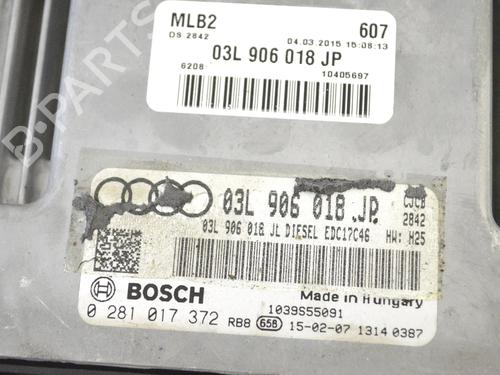 MLB2 607
DS 2842 04.03.2015 15:08:13
03L 906 018 JP
6208 10405697
B-PARTS
03L 906 018 JP CJCB
2842
03L 906 018 JL DIESEL EDC17C46 HW: H25
BOSCH Made in Hungary
1039S55091
0 281 017 372 RB8 658 15-02-07 1314 0387